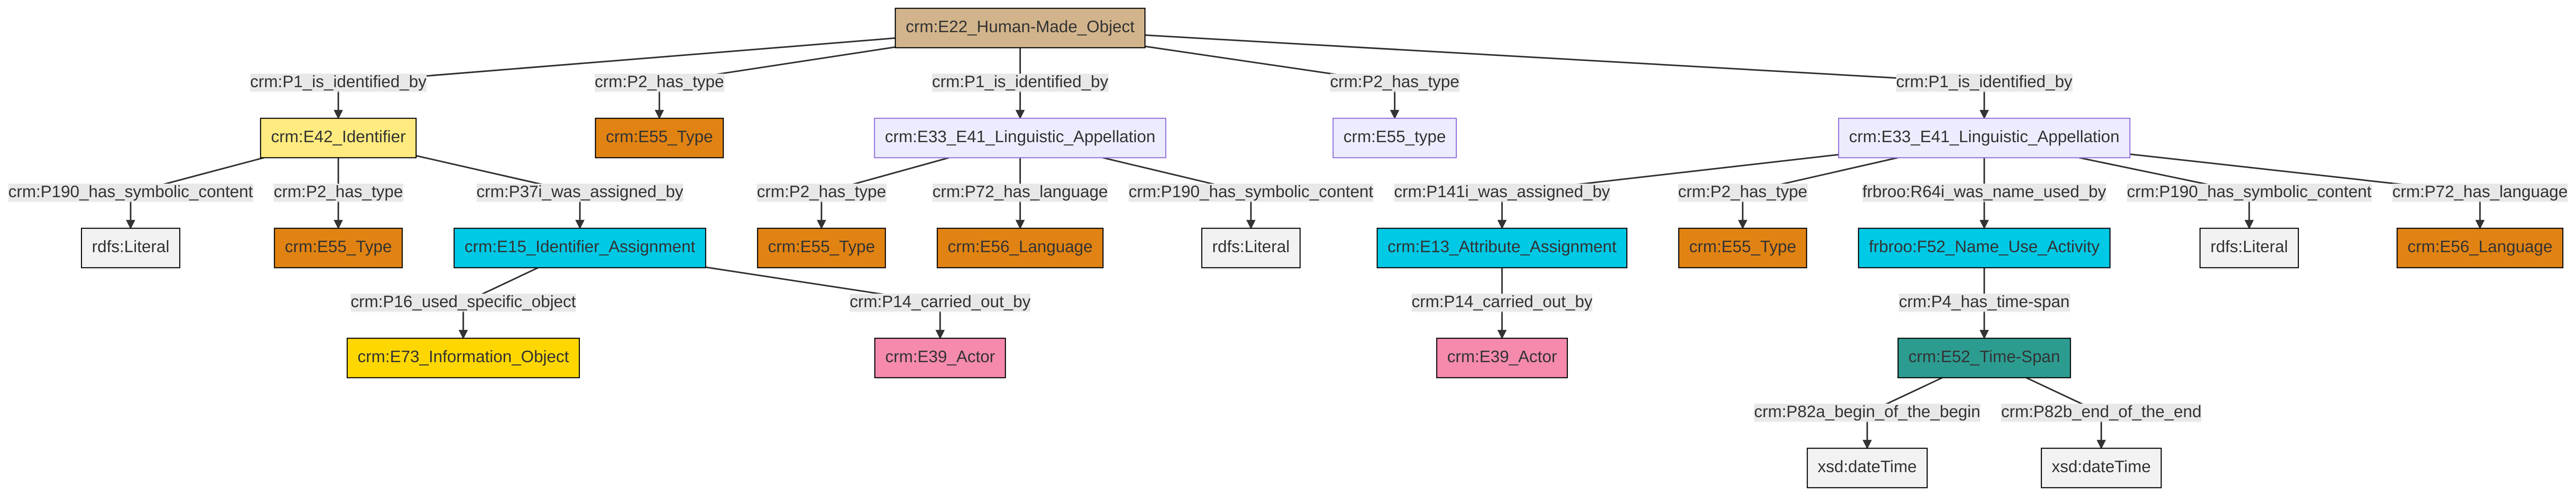 crm:E22_Human-Made_Object
crm:P1_is_identified_by
crm:P2_has_type
crm:P1_is_identified_by
crm:P2_has_type
crm:P1_is_identified_by
crm:E42_Identifier
crm:E55_Type
crm:E33_E41_Linguistic_Appellation
crm:E55_type
crm:E33_E41_Linguistic_Appellation
crm:P190_has_symbolic_content
crm:P2_has_type
crm:P37i_was_assigned_by
crm:P2_has_type
crm:P72_has_language
crm:P190_has_symbolic_content
crm:P141i_was_assigned_by
crm:P2_has_type
frbroo:R64i_was_name_used_by
crm:P190_has_symbolic_content
crm:P72_has_language
rdfs:Literal
crm:E55_Type
crm:E15_Identifier_Assignment
crm:E55_Type
crm:E56_Language
rdfs:Literal
crm:E13_Attribute_Assignment
crm:E55_Type
frbroo:F52_Name_Use_Activity
rdfs:Literal
crm:E56_Language
crm:P16_used_specific_object
crm:P14_carried_out_by
crm:P14_carried_out_by
crm:P4_has_time-span
crm:E73_Information_Object
crm:E39_Actor
crm:E39_Actor
crm:E52_Time-Span
crm:P82a_begin_of_the_begin
crm:P82b_end_of_the_end
xsd:dateTime
xsd:dateTime